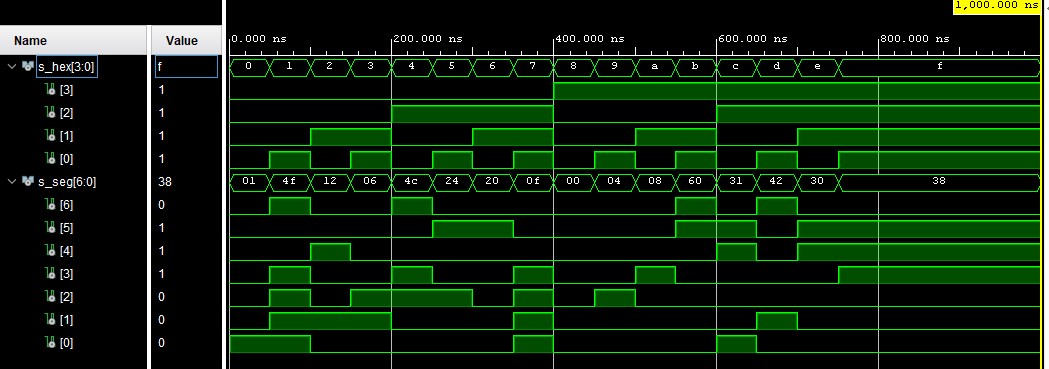 1,000.000 ns
Name Value 0.000 ns 200.000 ns 400.000 ns 600.000 ns 800.000 ns
s_hex[3:0] f 0 1 2 3 4 5 6 7 8 9 a b c d e f
[3] 1
[2] 1
[1] 1
[0] 1
s_seg[6:0] 38 01 4f 12 06 4c 24 20 0f 00 04 08 60 31 42 30 38
[6] 0
[5] 1
[4] 1
[3] 1
[2] 0
[1] 0
[0] 0